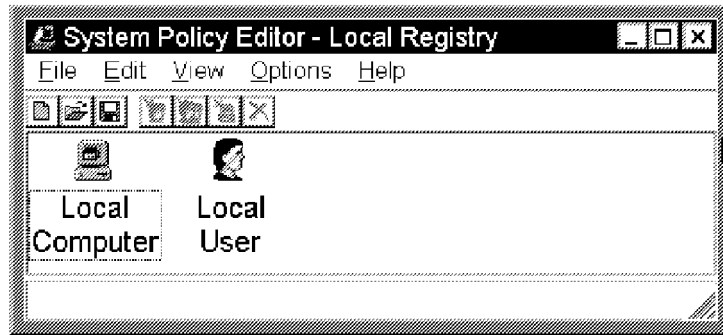 System Policy Editor - Local Registry
File Edit View Options Help
Local Computer
Local User